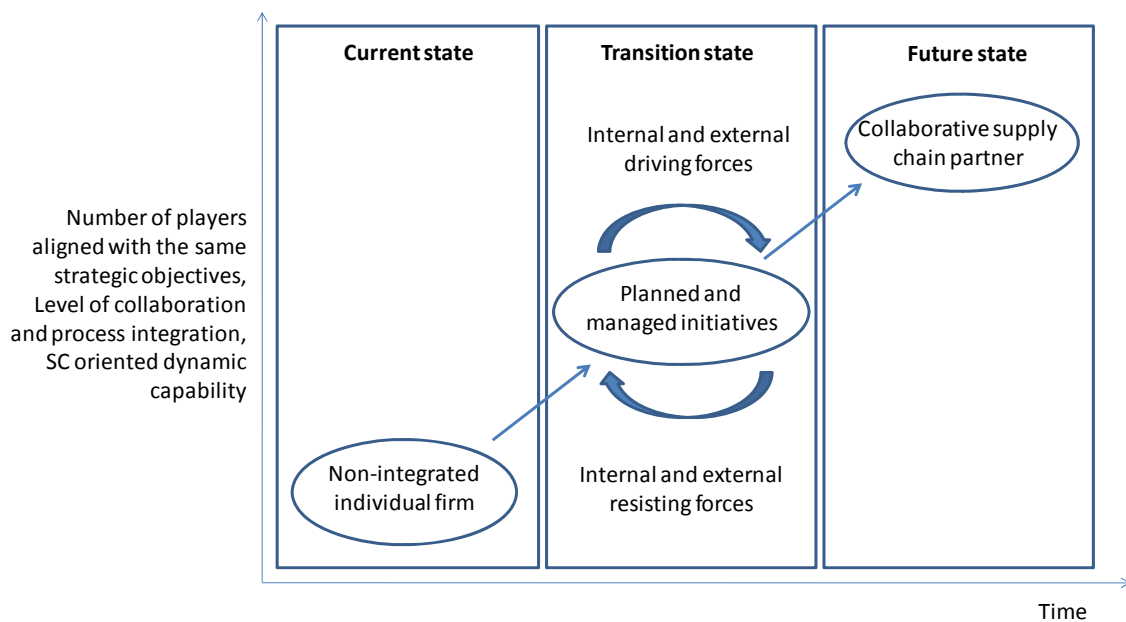 Current state
Transition state
Future state
Internal and external
driving forces
Collaborative supply
chain partner
Number of players
aligned with the same
strategic objectives,
Level of collaboration
and process integration,
SC oriented dynamic
capability
Planned and
managed initiatives
Non-integrated
individual firm
Internal and external
resisting forces
Time